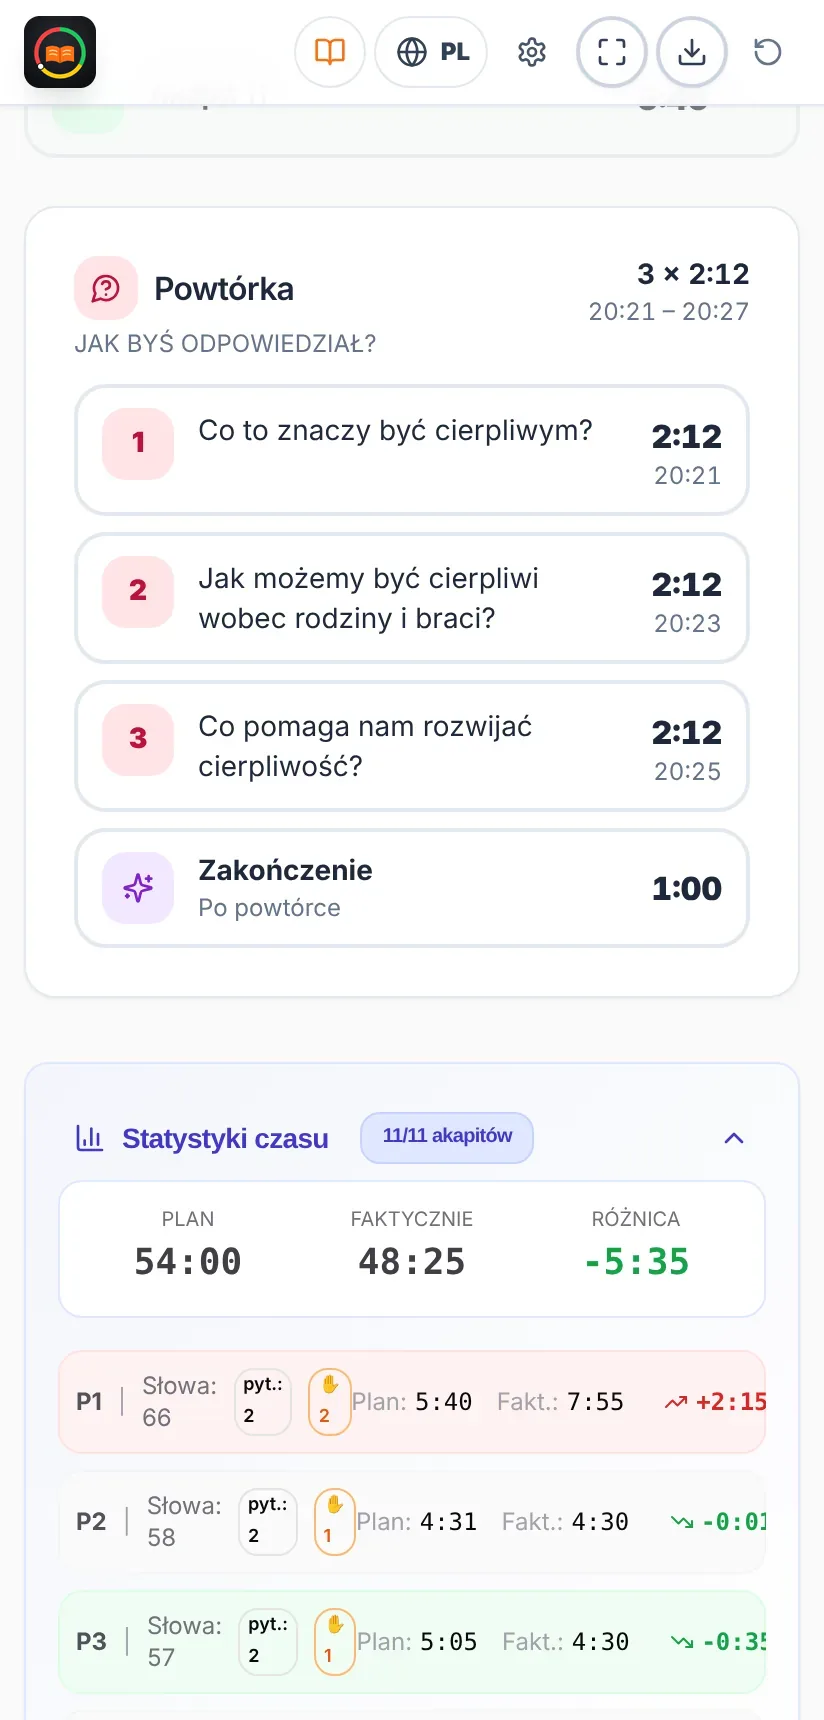 PL
Powtórka
3 × 2:12
20:21 – 20:27
JAK BYŚ ODPOWIEDZIAŁ?
1
Co to znaczy być cierpliwym?
2:12
20:21
2
Jak możemy być cierpliwi
wobec rodziny i braci?
2:12
20:23
3
Co pomaga nam rozwijać
cierpliwość?
2:12
20:25
Zakończenie
Po powtórce
1:00
Statystyki czasu
11/11 akapitów
PLAN
FAKTYCZNIE
RÓŻNICA
54:00
48:25
-5:35
P1 | Słowa: 66 pyt.: 2 ✋ 2 Plan: 5:40 Fakt.: 7:55 +2:15
P2 | Słowa: 58 pyt.: 2 ✋ 1 Plan: 4:31 Fakt.: 4:30 -0:01
P3 | Słowa: 57 pyt.: 2 ✋ 1 Plan: 5:05 Fakt.: 4:30 -0:35